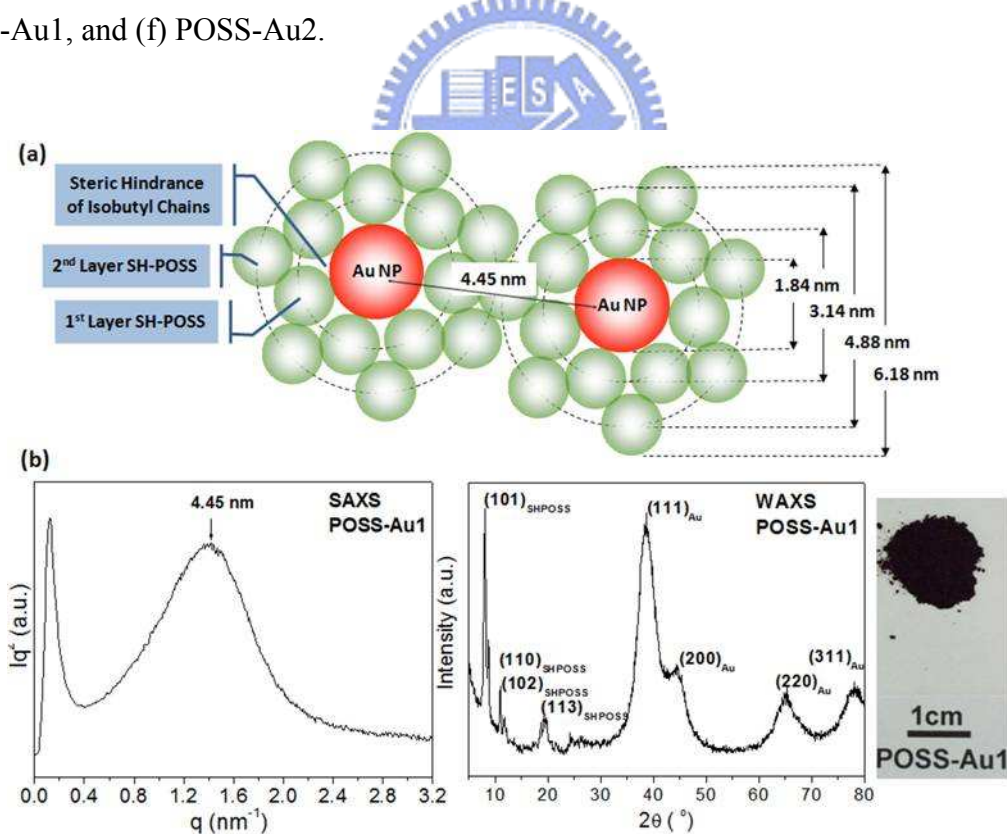 -Au1, and (f) POSS-Au2.
E S A
(a)
Steric Hindrance
of Isobutyl Chains
2nd Layer SH-POSS
1st Layer SH-POSS
Au NP
4.45 nm
Au NP
1.84 nm
3.14 nm
4.88 nm
6.18 nm
(b)
4.45 nm
SAXS
POSS-Au1
Iq² (a.u.)
0.0 0.4 0.8 1.2 1.6 2.0 2.4 2.8 3.2
q (nm⁻¹)
WAXS
POSS-Au1
(101)SHPOSS
(110)SHPOSS
(102)SHPOSS
(113)SHPOSS
(111)Au
(200)Au
(220)Au
(311)Au
Intensity (a.u.)
10 20 30 40 50 60 70 80
2θ (°)
1cm
POSS-Au1